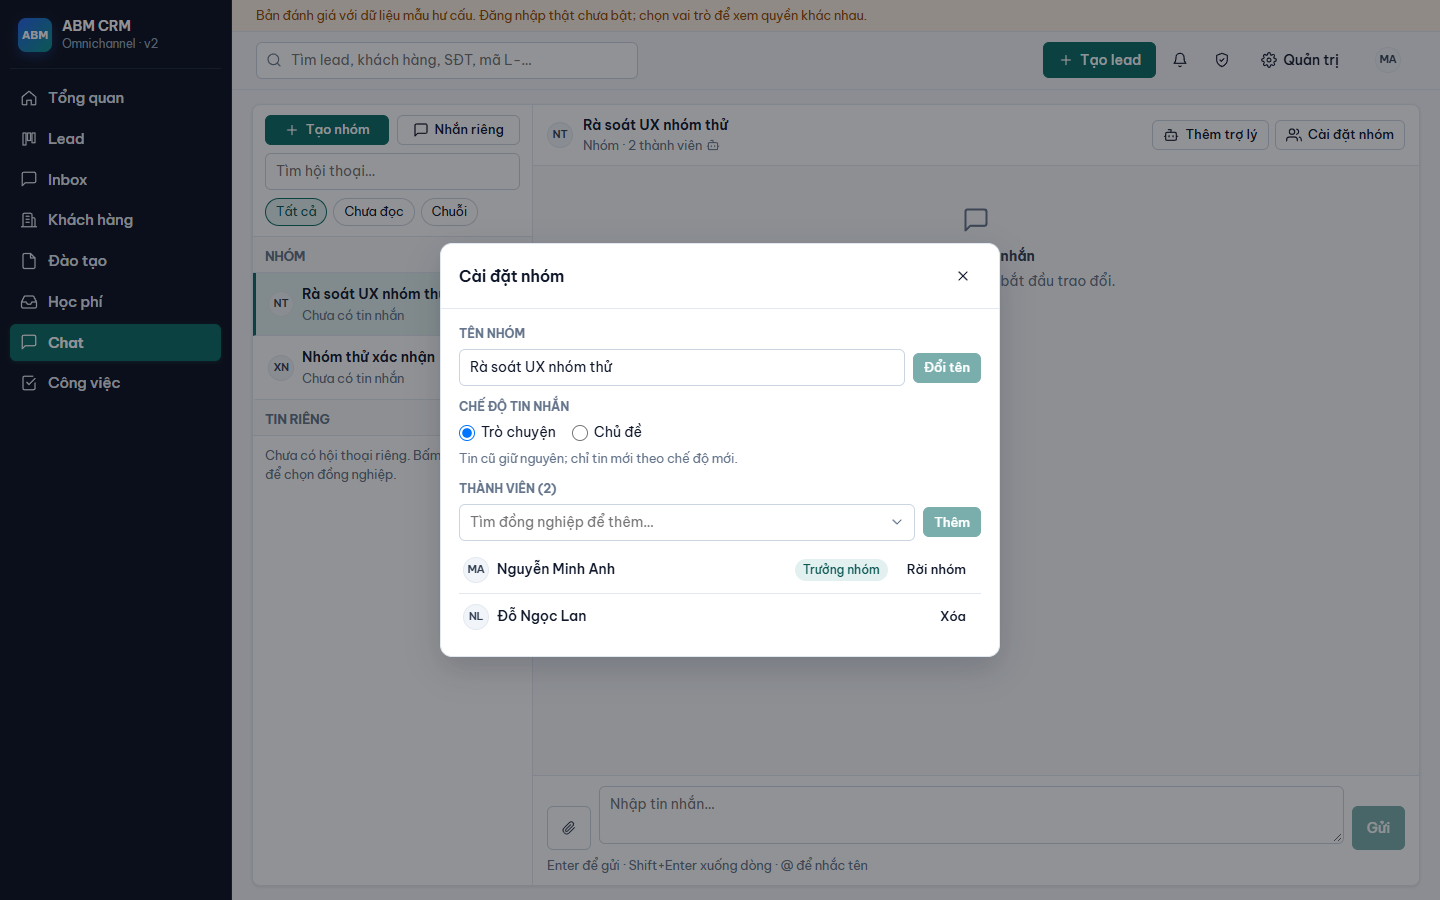 ABM
ABM CRM
Omnichannel · v2
Tổng quan
Lead
Inbox
Khách hàng
Đào tạo
Học phí
Chat
Công việc
Bản đánh giá với dữ liệu mẫu hư cấu. Đăng nhập thật chưa bật; chọn vai trò để xem quyền khác nhau.
Tìm lead, khách hàng, SĐT, mã L-...
Tạo lead
Quản trị
MA
Tạo nhóm
Nhắn riêng
Tìm hội thoại...
Tất cả
Chưa đọc
Chuỗi
NHÓM
NT
Rà soát UX nhóm
Chưa có tin nhắn
XN
Nhóm thử xác nhận
Chưa có tin nhắn
TIN RIÊNG
Chưa có hội thoại riêng. Bấm
để chọn đồng nghiệp.
NT
Rà soát UX nhóm thử
Nhóm · 2 thành viên
Thêm trợ lý
Cài đặt nhóm
nhắn
bắt đầu trao đổi.
Cài đặt nhóm
TÊN NHÓM
Rà soát UX nhóm thử
Đổi tên
CHẾ ĐỘ TIN NHẮN
Trò chuyện
Chủ đề
Tin cũ giữ nguyên; chỉ tin mới theo chế độ mới.
THÀNH VIÊN (2)
Tìm đồng nghiệp để thêm...
Thêm
MA
Nguyễn Minh Anh
Trưởng nhóm
Rời nhóm
NL
Đỗ Ngọc Lan
Xóa
Nhập tin nhắn...
Gửi
Enter để gửi · Shift+Enter xuống dòng · @ để nhắc tên